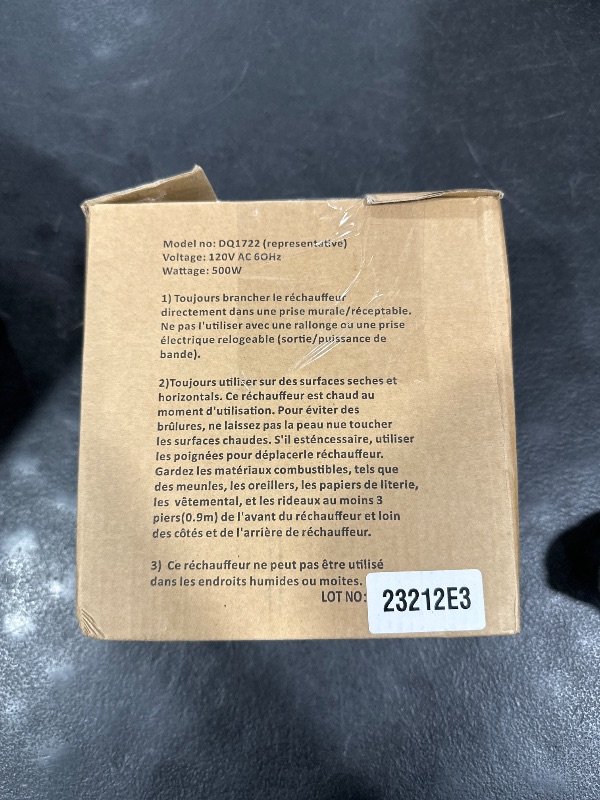 Model no: DQ1722 (representative)
Voltage: 120V AC 60Hz
Wattage: 500W
1) Toujours brancher le réchauffeur
directement dans une prise murale/réceptable.
Ne pas l'utiliser avec une rallonge ou une prise
électrique relogeable (sortie/puissance de
bande).
2)Toujours utiliser sur des surfaces seches et
horizontals. Ce réchauffeur est chaud au
moment d'utilisation. Pour éviter des
brûlures, ne laissez pas la peau nue toucher
les surfaces chaudes. S'il esténcessaire, utiliser
les poignées pour déplacerle réchauffeur.
Gardez les matériaux combustibles, tels que
des meunles, les oreillers, les papiers de literle,
les vêtemental, et les rideaux au moins 3
piers(0.9m) de l'avant du réchauffeur et loin
des côtés et de l'arrière de réchauffeur.
3) Ce réchauffeur ne peut pas être utilisé
dans les endroits humides ou moites.
LOT NO: 23212E3